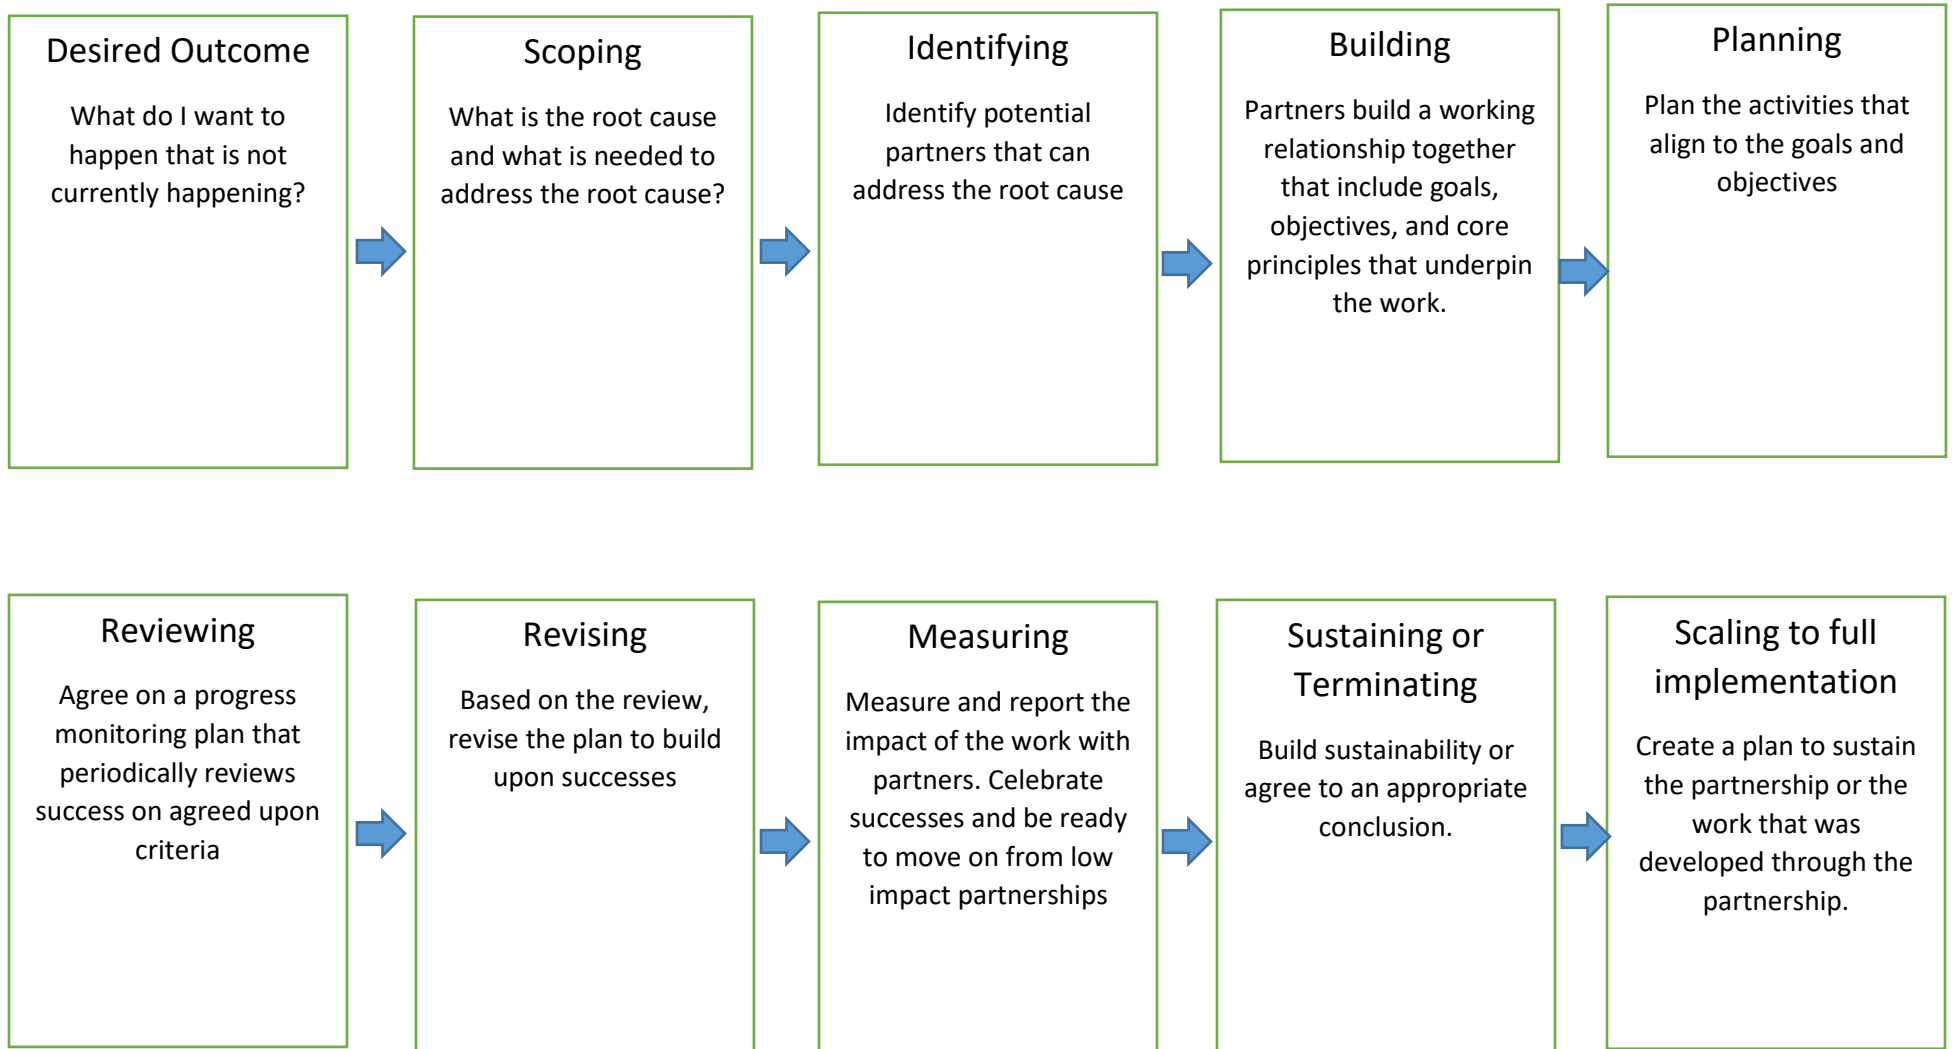 Desired Outcome
What do I want to
happen that is not
currently happening?
Scoping
What is the root cause
and what is needed to
address the root cause?
Identifying
Identify potential
partners that can
address the root cause
Building
Partners build a working
relationship together
that include goals,
objectives, and core
principles that underpin
the work.
Planning
Plan the activities that
align to the goals and
objectives
Reviewing
Agree on a progress
monitoring plan that
periodically reviews
success on agreed upon
criteria
Revising
Based on the review,
revise the plan to build
upon successes
Measuring
Measure and report the
impact of the work with
partners. Celebrate
successes and be ready
to move on from low
impact partnerships
Sustaining or
Terminating
Build sustainability or
agree to an appropriate
conclusion.
Scaling to full
implementation
Create a plan to sustain
the partnership or the
work that was
developed through the
partnership.